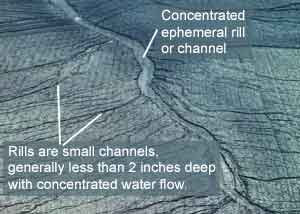 Concentrated
ephemeral rill
or channel
Rills are small channels,
generally less than 2 inches deep
with concentrated water flow.